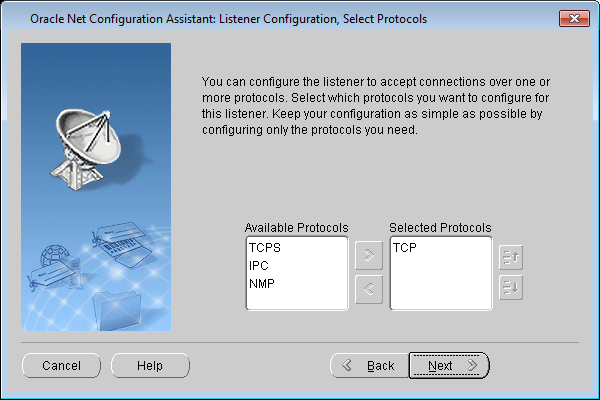 Oracle Net Configuration Assistant: Listener Configuration, Select Protocols
You can configure the listener to accept connections over one or
more protocols. Select which protocols you want to configure for
this listener. Keep your configuration as simple as possible by
configuring only the protocols you need.
Available Protocols
TCPS
IPC
NMP
Selected Protocols
TCP
Cancel
Help
Back
Next